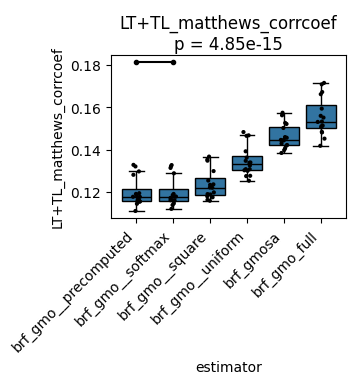 LT+TL_matthews_corrcoef
p = 4.85e-15
LT+TL_matthews_corrcoef
0.18
0.16
0.14
0.12
brf_gmo__precomputed
brf_gmo__softmax
brf_gmo__square
brf_gmo__uniform
brf_gmosa
brf_gmo_full
estimator